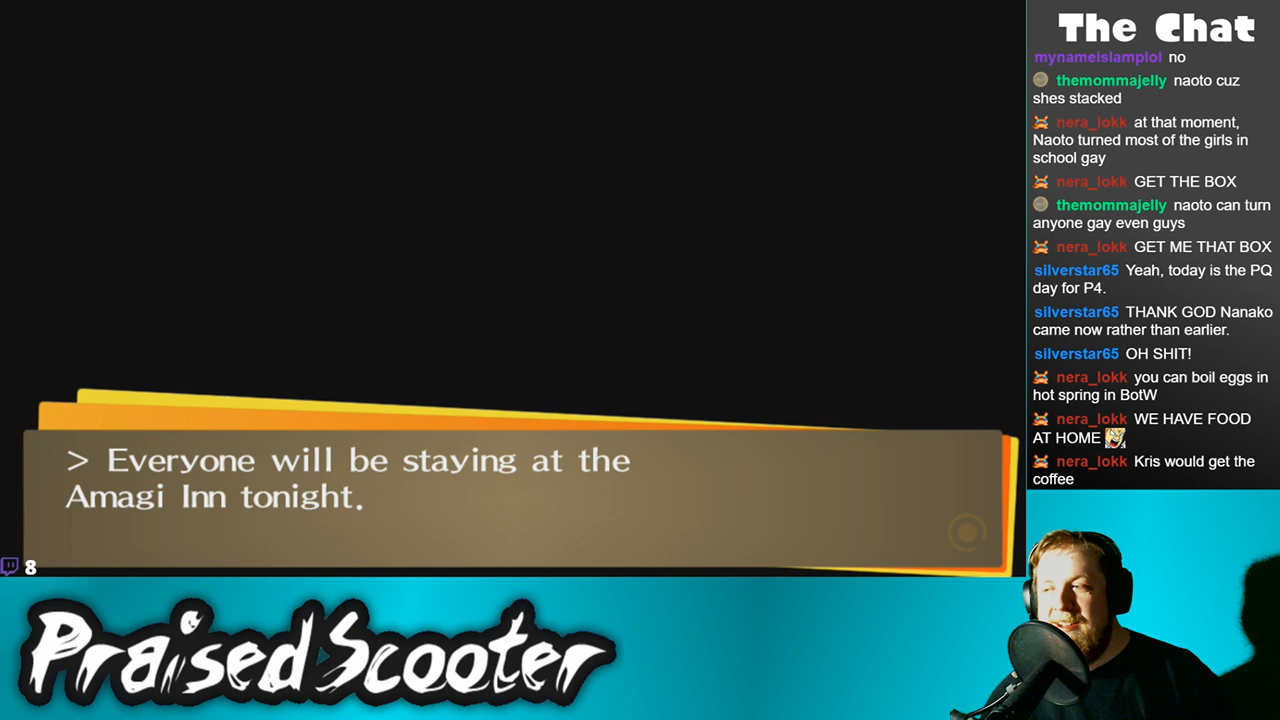 The Chat
mynameislamplol no
themommajelly naoto cuz
shes stacked
nera_lokk at that moment,
Naoto turned most of the girls in
school gay
nera_lokk GET THE BOX
themommajelly naoto can turn
anyone gay even guys
nera_lokk GET ME THAT BOX
silverstar65 Yeah, today is the PQ
day for P4.
silverstar65 THANK GOD Nanako
came now rather than earlier.
silverstar65 OH SHIT!
nera_lokk you can boil eggs in
hot spring in BotW
nera_lokk WE HAVE FOOD
AT HOME
nera_lokk Kris would get the
coffee
> Everyone will be staying at the
Amagi Inn tonight.
8
PraisedScooter